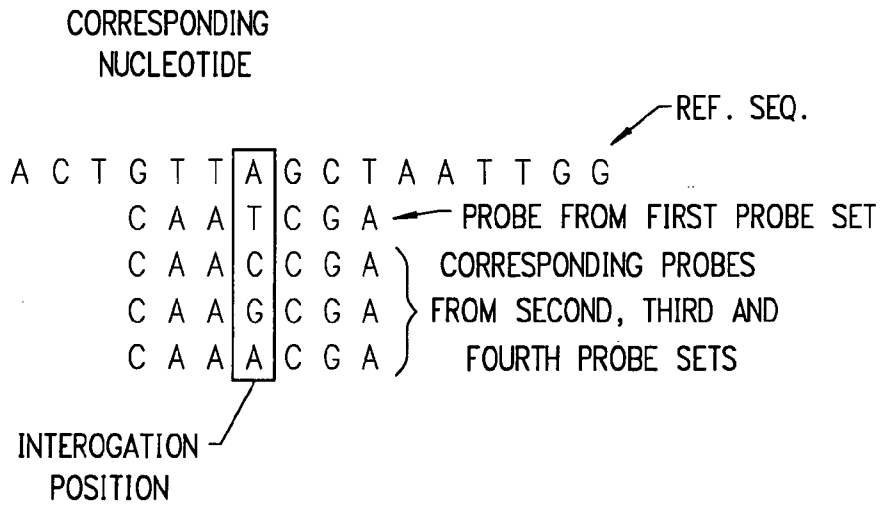 CORRESPONDING
NUCLEOTIDE
REF. SEQ.
A C T G T T A G C T A A T T G G
C A A T C G A PROBE FROM FIRST PROBE SET
C A A C C G A CORRESPONDING PROBES
C A A G C G A FROM SECOND, THIRD AND
C A A A C G A FOURTH PROBE SETS
INTEROGATION
POSITION